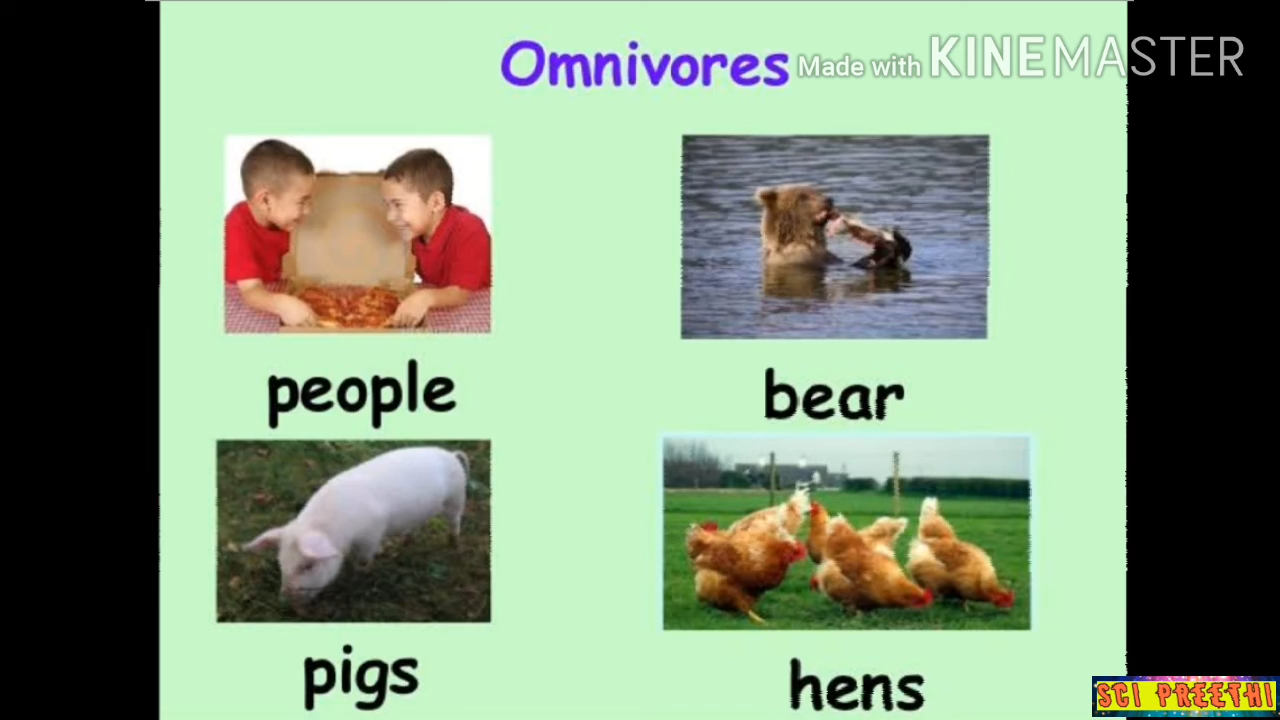 Omnivores
Made with KINEMASTER
people
bear
pigs
hens
SCI PREETHI